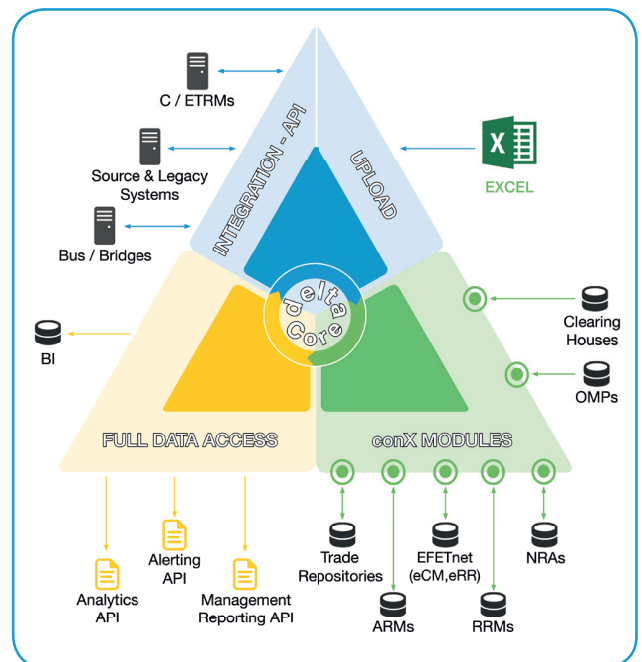 C / ETRMs
Source & Legacy
Systems
Bus / Bridges
INTEGRATION - API
UPLOAD
X
EXCEL
delta
Core
BI
Clearing
Houses
OMPs
FULL DATA ACCESS
conX MODULES
Analytics
API
Alerting
API
Management
Reporting API
Trade
Repositories
ARMs
EFETnet
(eCM,eRR)
RRMs
NRAs